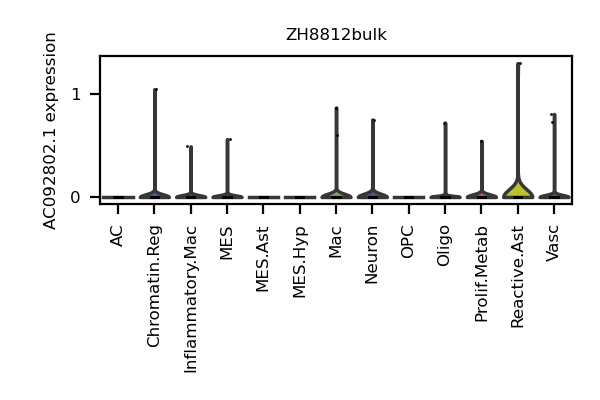 ZH8812bulk
AC092802.1 expression
1
0
AC
Chromatin.Reg
Inflammatory.Mac
MES
MES.Ast
MES.Hyp
Mac
Neuron
OPC
Oligo
Prolif.Metab
Reactive.Ast
Vasc